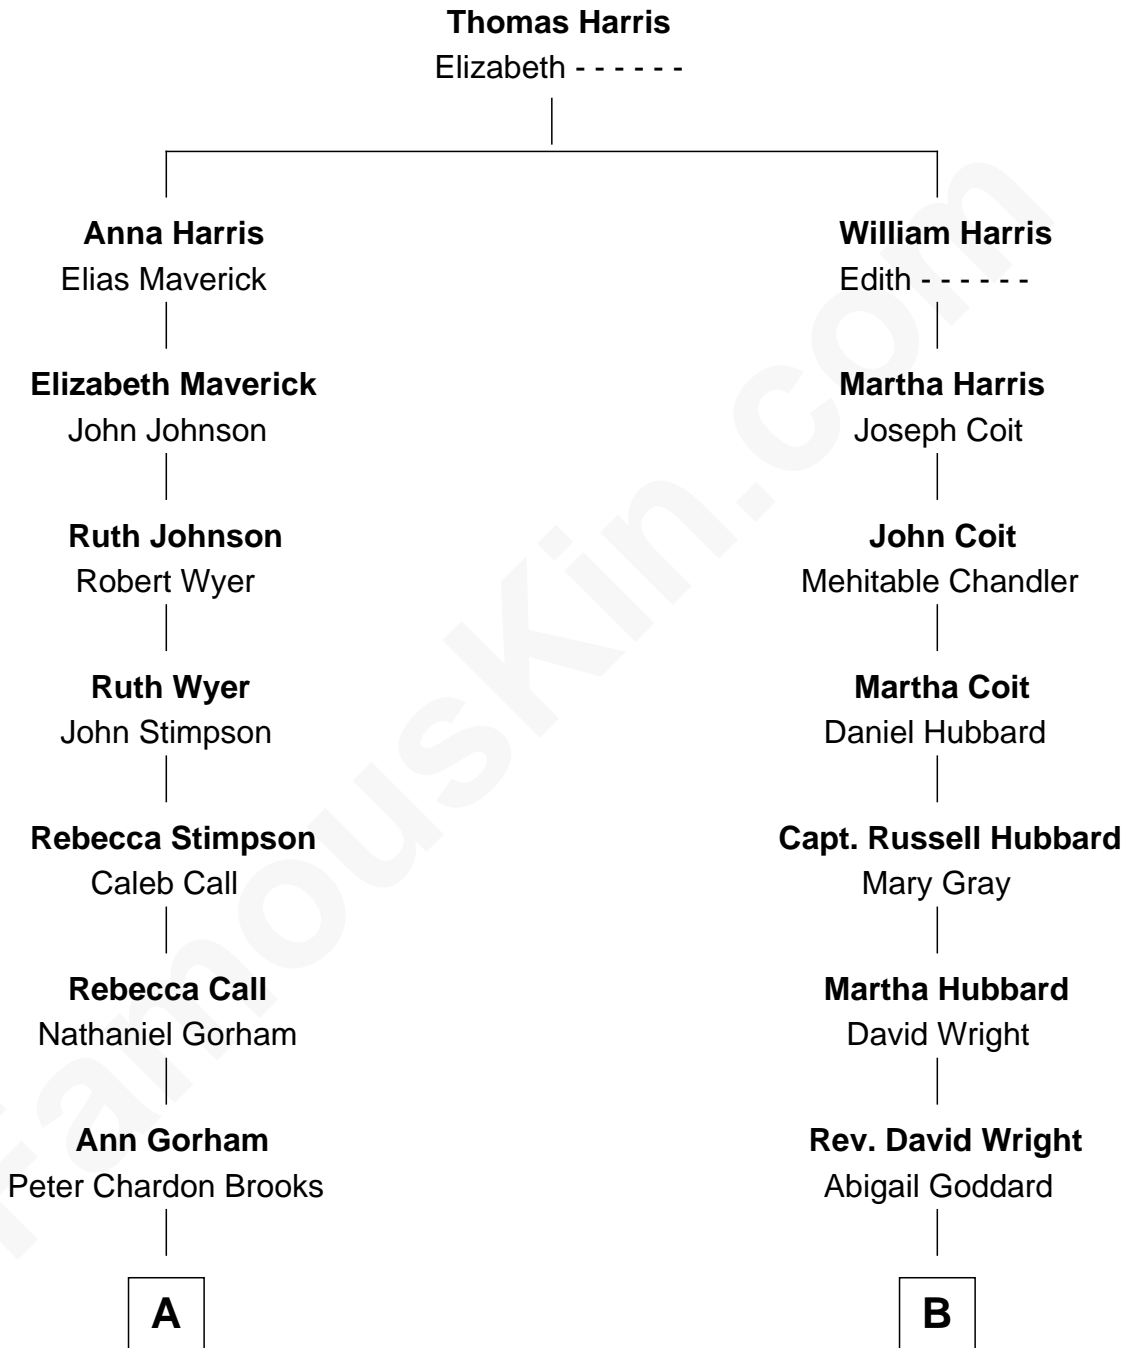 Thomas Harris
Elizabeth - - - - - -
Anna Harris
Elias Maverick
William Harris
Edith - - - - - -
Elizabeth Maverick
John Johnson
Martha Harris
Joseph Coit
Ruth Johnson
Robert Wyer
John Coit
Mehitable Chandler
Ruth Wyer
John Stimpson
Martha Coit
Daniel Hubbard
Rebecca Stimpson
Caleb Call
Capt. Russell Hubbard
Mary Gray
Rebecca Call
Nathaniel Gorham
Martha Hubbard
David Wright
Ann Gorham
Peter Chardon Brooks
Rev. David Wright
Abigail Goddard
A
B
FamousKin.com